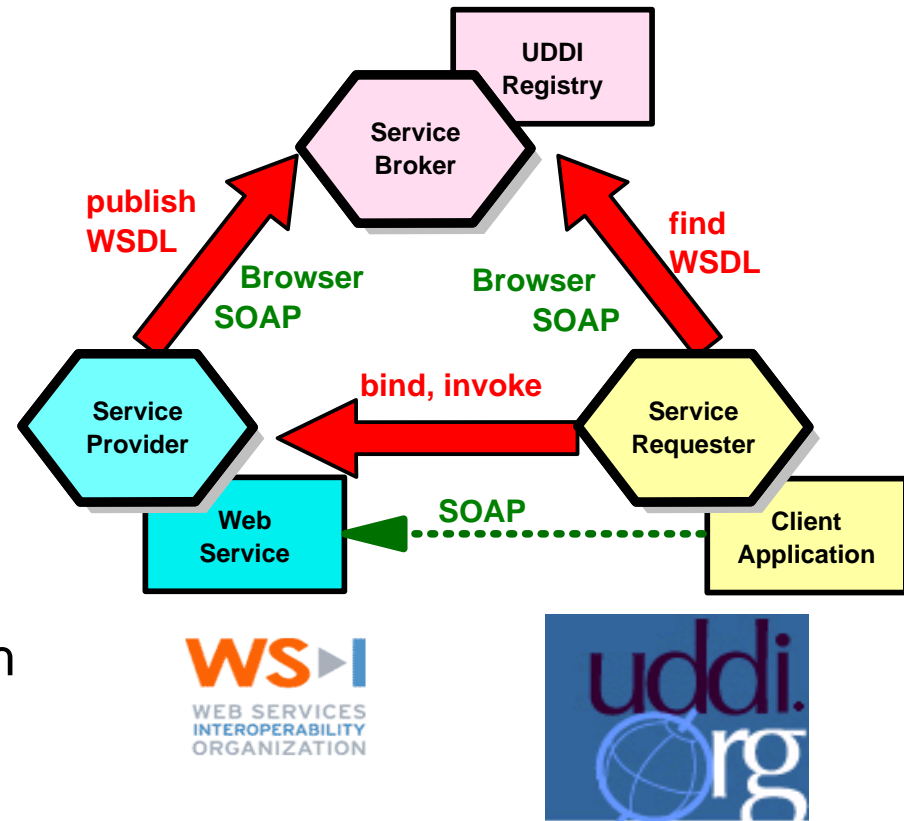 UDDI
Registry
Service
Broker
publish
WSDL
find
WSDL
Browser
SOAP
Browser
SOAP
bind, invoke
Service
Provider
Service
Requester
SOAP
Web
Service
Client
Application
n
WS-I
WEB SERVICES
INTEROPERABILITY
ORGANIZATION
uddi.
org